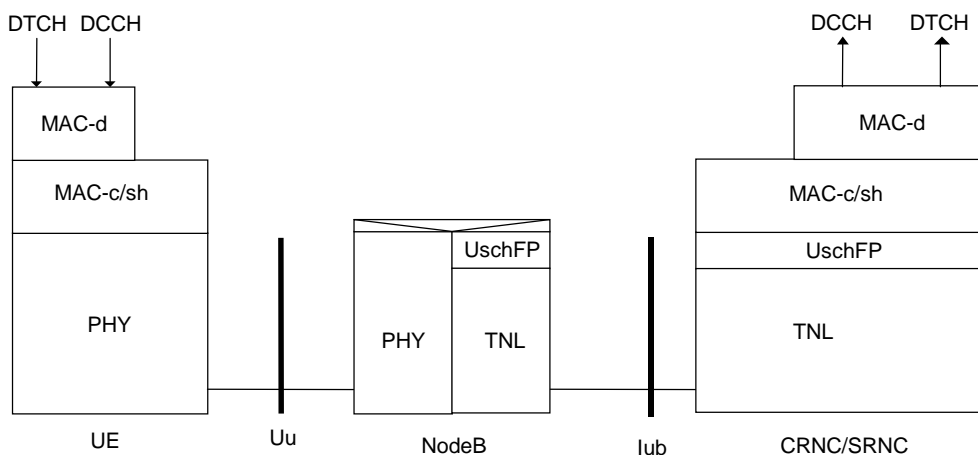 DTCH DCCH
DCCH DTCH
MAC-d
MAC-d
MAC-c/sh
MAC-c/sh
UschFP
UschFP
PHY
PHY
TNL
TNL
UE
Uu
NodeB
Iub
CRNC/SRNC